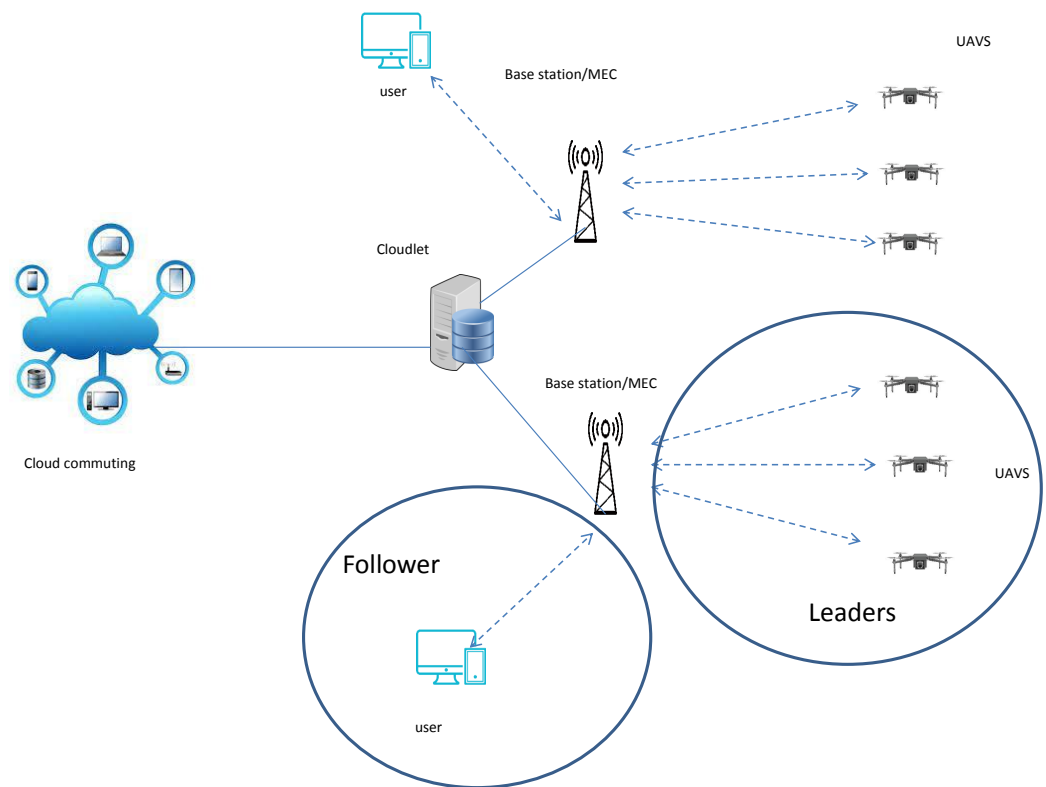 UAVS
Base station/MEC
user
Cloudlet
Base station/MEC
Cloud commuting
UAVS
Follower
Leaders
user